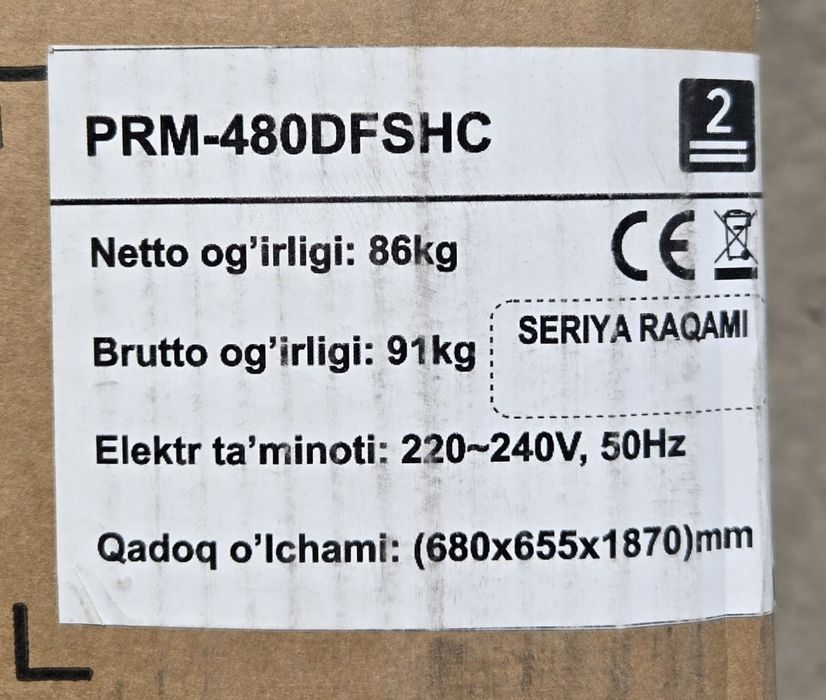 PRM-480DFSHC
2
Netto og’irligi: 86kg
CE
Brutto og’irligi: 91kg
SERIYA RAQAMI
Elektr ta’minoti: 220~240V, 50Hz
Qadoq o’lchami: (680x655x1870)mm